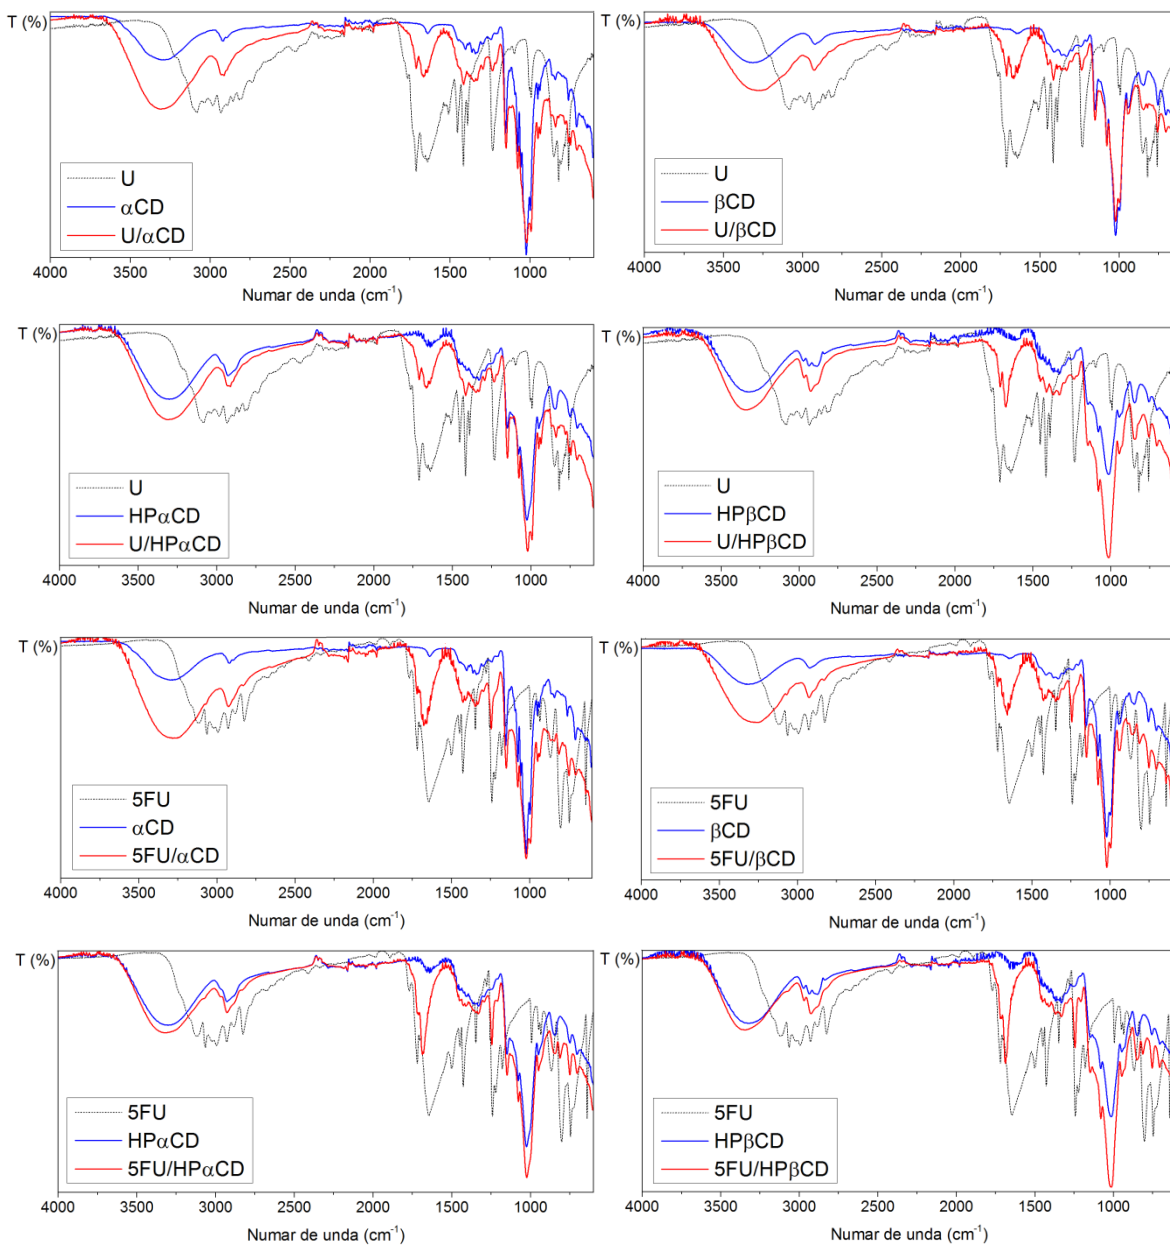 T (%)
U
αCD
U/αCD
4000 3500 3000 2500 2000 1500 1000
Numar de unda (cm⁻¹)
T (%)
U
βCD
U/βCD
4000 3500 3000 2500 2000 1500 1000
Numar de unda (cm⁻¹)
T (%)
U
HPαCD
U/HPαCD
4000 3500 3000 2500 2000 1500 1000
Numar de unda (cm⁻¹)
T (%)
U
HPβCD
U/HPβCD
4000 3500 3000 2500 2000 1500 1000
Numar de unda (cm⁻¹)
T (%)
5FU
αCD
5FU/αCD
4000 3500 3000 2500 2000 1500 1000
Numar de unda (cm⁻¹)
T (%)
5FU
βCD
5FU/βCD
4000 3500 3000 2500 2000 1500 1000
Numar de unda (cm⁻¹)
T (%)
5FU
HPαCD
5FU/HPαCD
4000 3500 3000 2500 2000 1500 1000
Numar de unda (cm⁻¹)
T (%)
5FU
HPβCD
5FU/HPβCD
4000 3500 3000 2500 2000 1500 1000
Numar de unda (cm⁻¹)